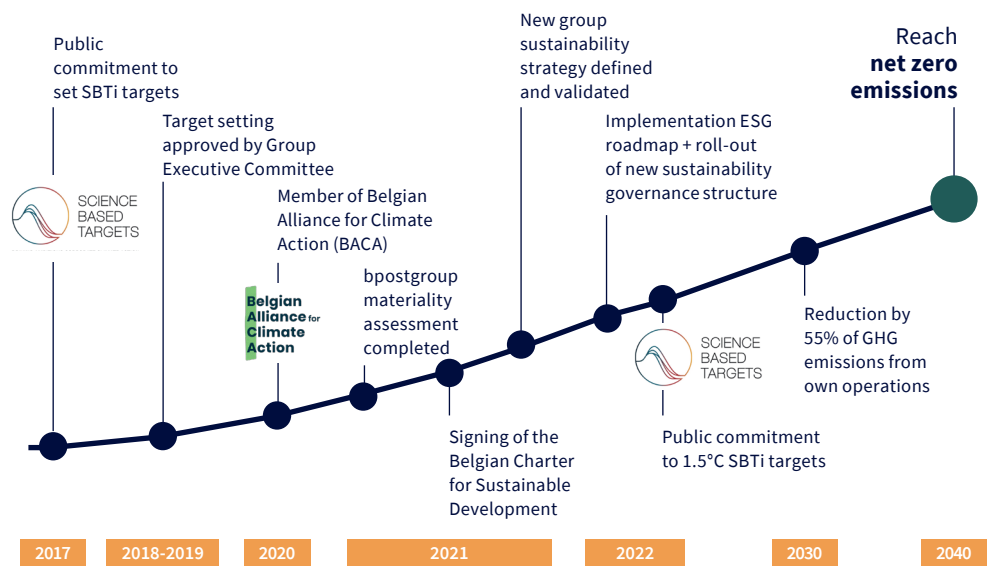 Public
commitment to
set SBTi targets
SCIENCE
BASED
TARGETS
Target setting
approved by Group
Executive Committee
Member of Belgian
Alliance for Climate
Action (BACA)
Belgian
Alliance for
Climate
Action
bpostgroup
materiality
assessment
completed
Signing of the
Belgian Charter
for Sustainable
Development
New group
sustainability
strategy defined
and validated
Implementation ESG
roadmap + roll-out
of new sustainability
governance structure
SCIENCE
BASED
TARGETS
Public commitment
to 1.5°C SBTi targets
Reduction by
55% of GHG
emissions from
own operations
Reach
net zero
emissions
2017
2018-2019
2020
2021
2022
2030
2040